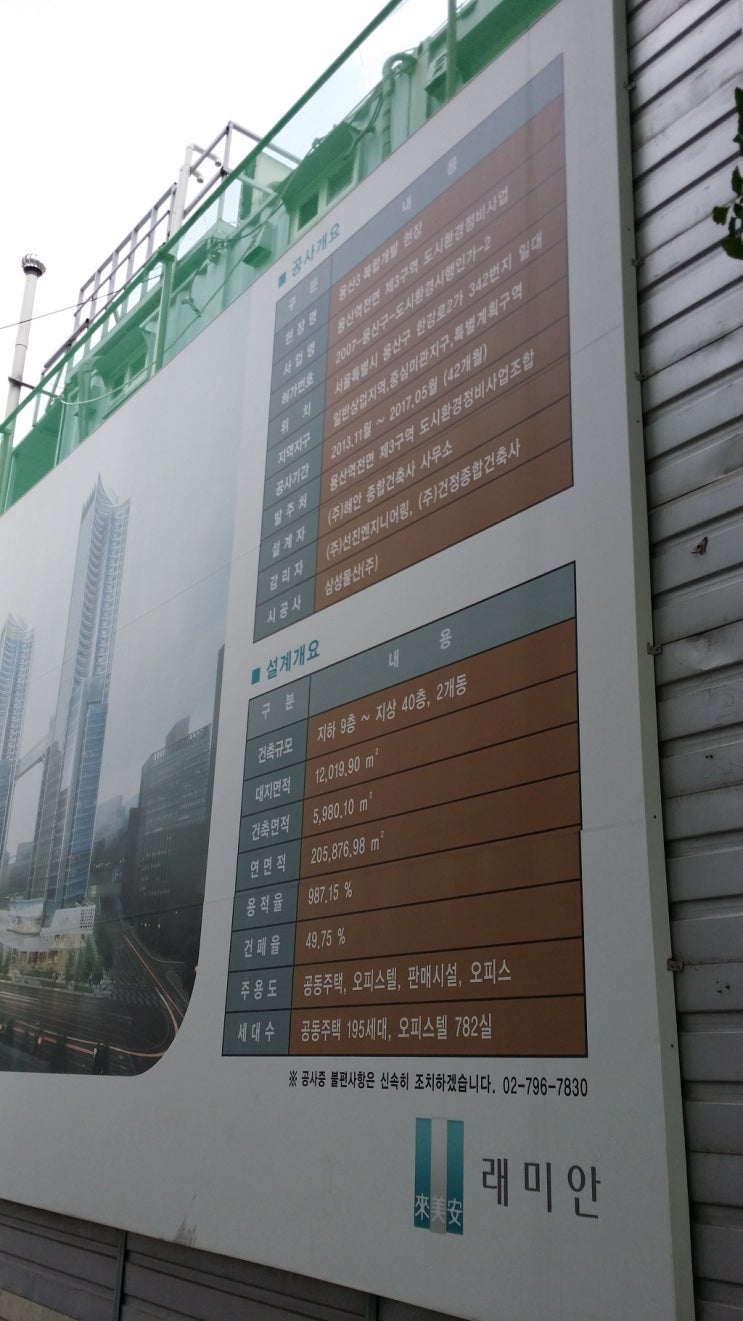 ■ 공사개요
구 분 내 용
현 장 명 용산3 복합개발 현장
사 업 명 용산역전면 제3구역 도시환경정비사업
허가번호 2007-용산구-도시환경시행인가-2
위 치 서울특별시 용산구 한강로2가 342번지 일대
지역지구 일반상업지역,중심미관지구,특별계획구역
공사기간 2013.11월 ~ 2017.05월 (42개월)
발 주 처 용산역전면 제3구역 도시환경정비사업조합
설 계 자 (주)해안 종합건축사 사무소
감 리 자 (주)선진엔지니어링, (주)건정종합건축사
시 공 사 삼성물산(주)
■ 설계개요
구 분 내 용
건축규모 지하 9층 ~ 지상 40층, 2개동
대지면적 12,019.90 m²
건축면적 5,980.10 m²
연 면 적 205,876.98 m²
용 적 율 987.15 %
건 폐 율 49.75 %
주 용 도 공동주택, 오피스텔, 판매시설, 오피스
세 대 수 공동주택 195세대, 오피스텔 782실
※ 공사중 불편사항은 신속히 조치하겠습니다. 02-796-7830
來美安 래미안